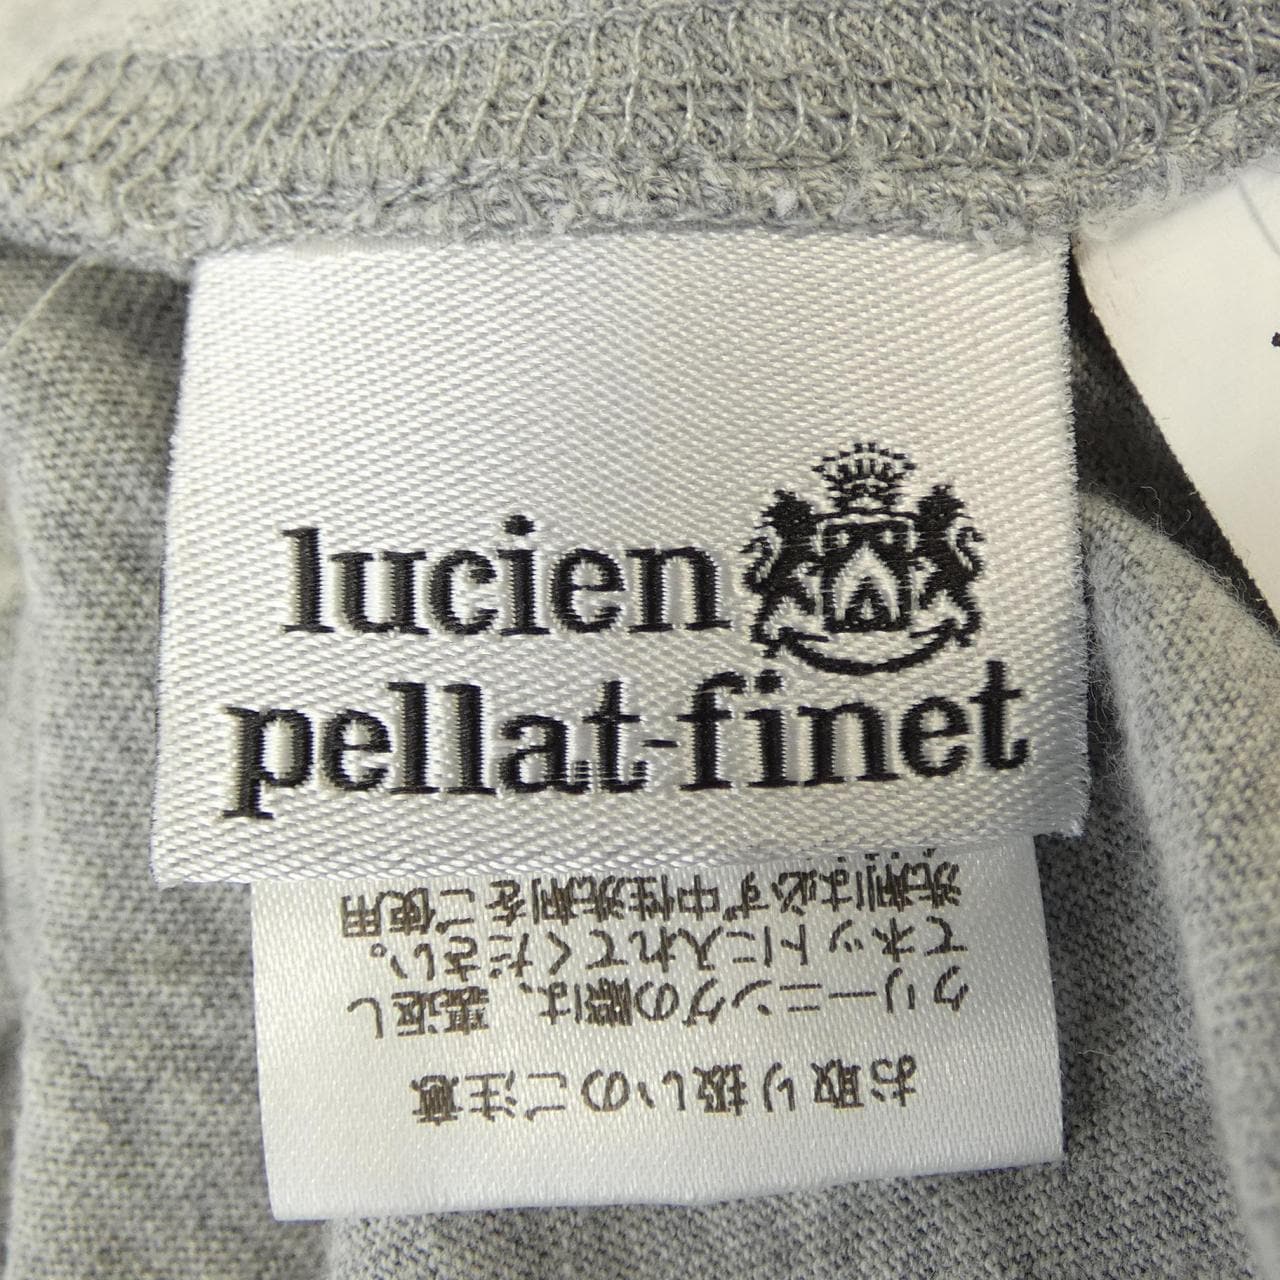 lucien
pellat-finet
お取り扱いのご注意
クリーニングの際は、裏返し
てネットに入れてください。
洗剤は必ず中性洗剤をご使用